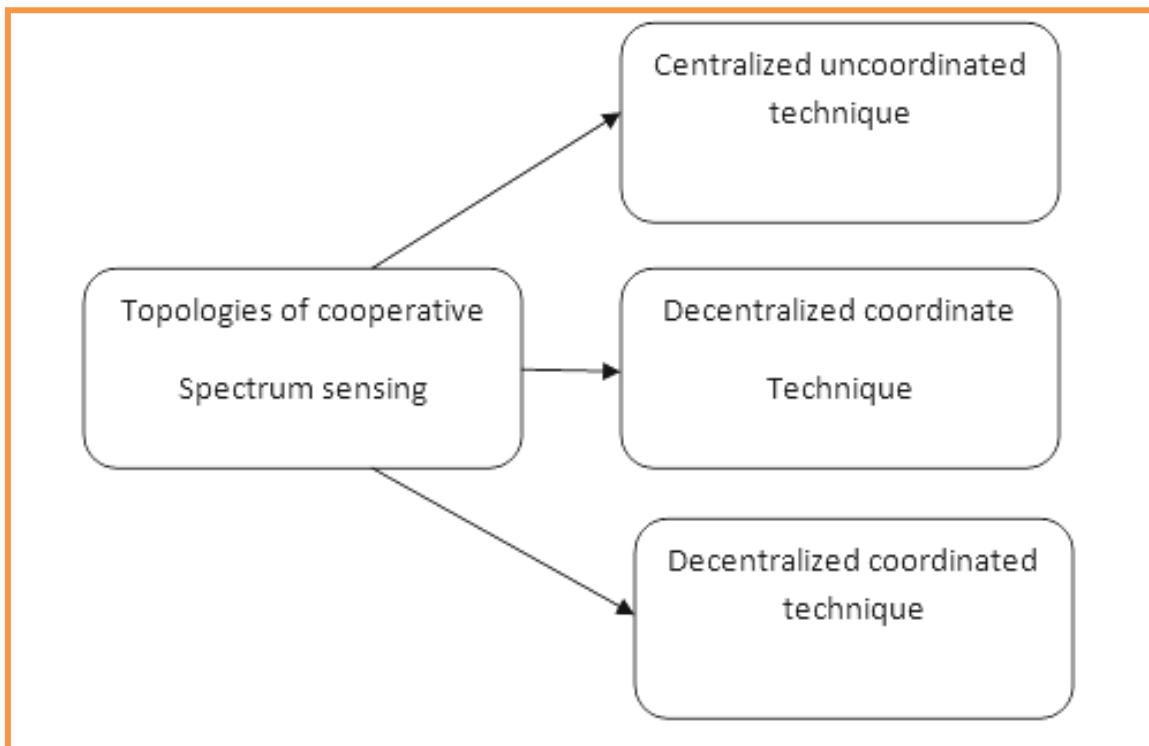 Centralized uncoordinated
technique
Topologies of cooperative
Spectrum sensing
Decentralized coordinate
Technique
Decentralized coordinated
technique